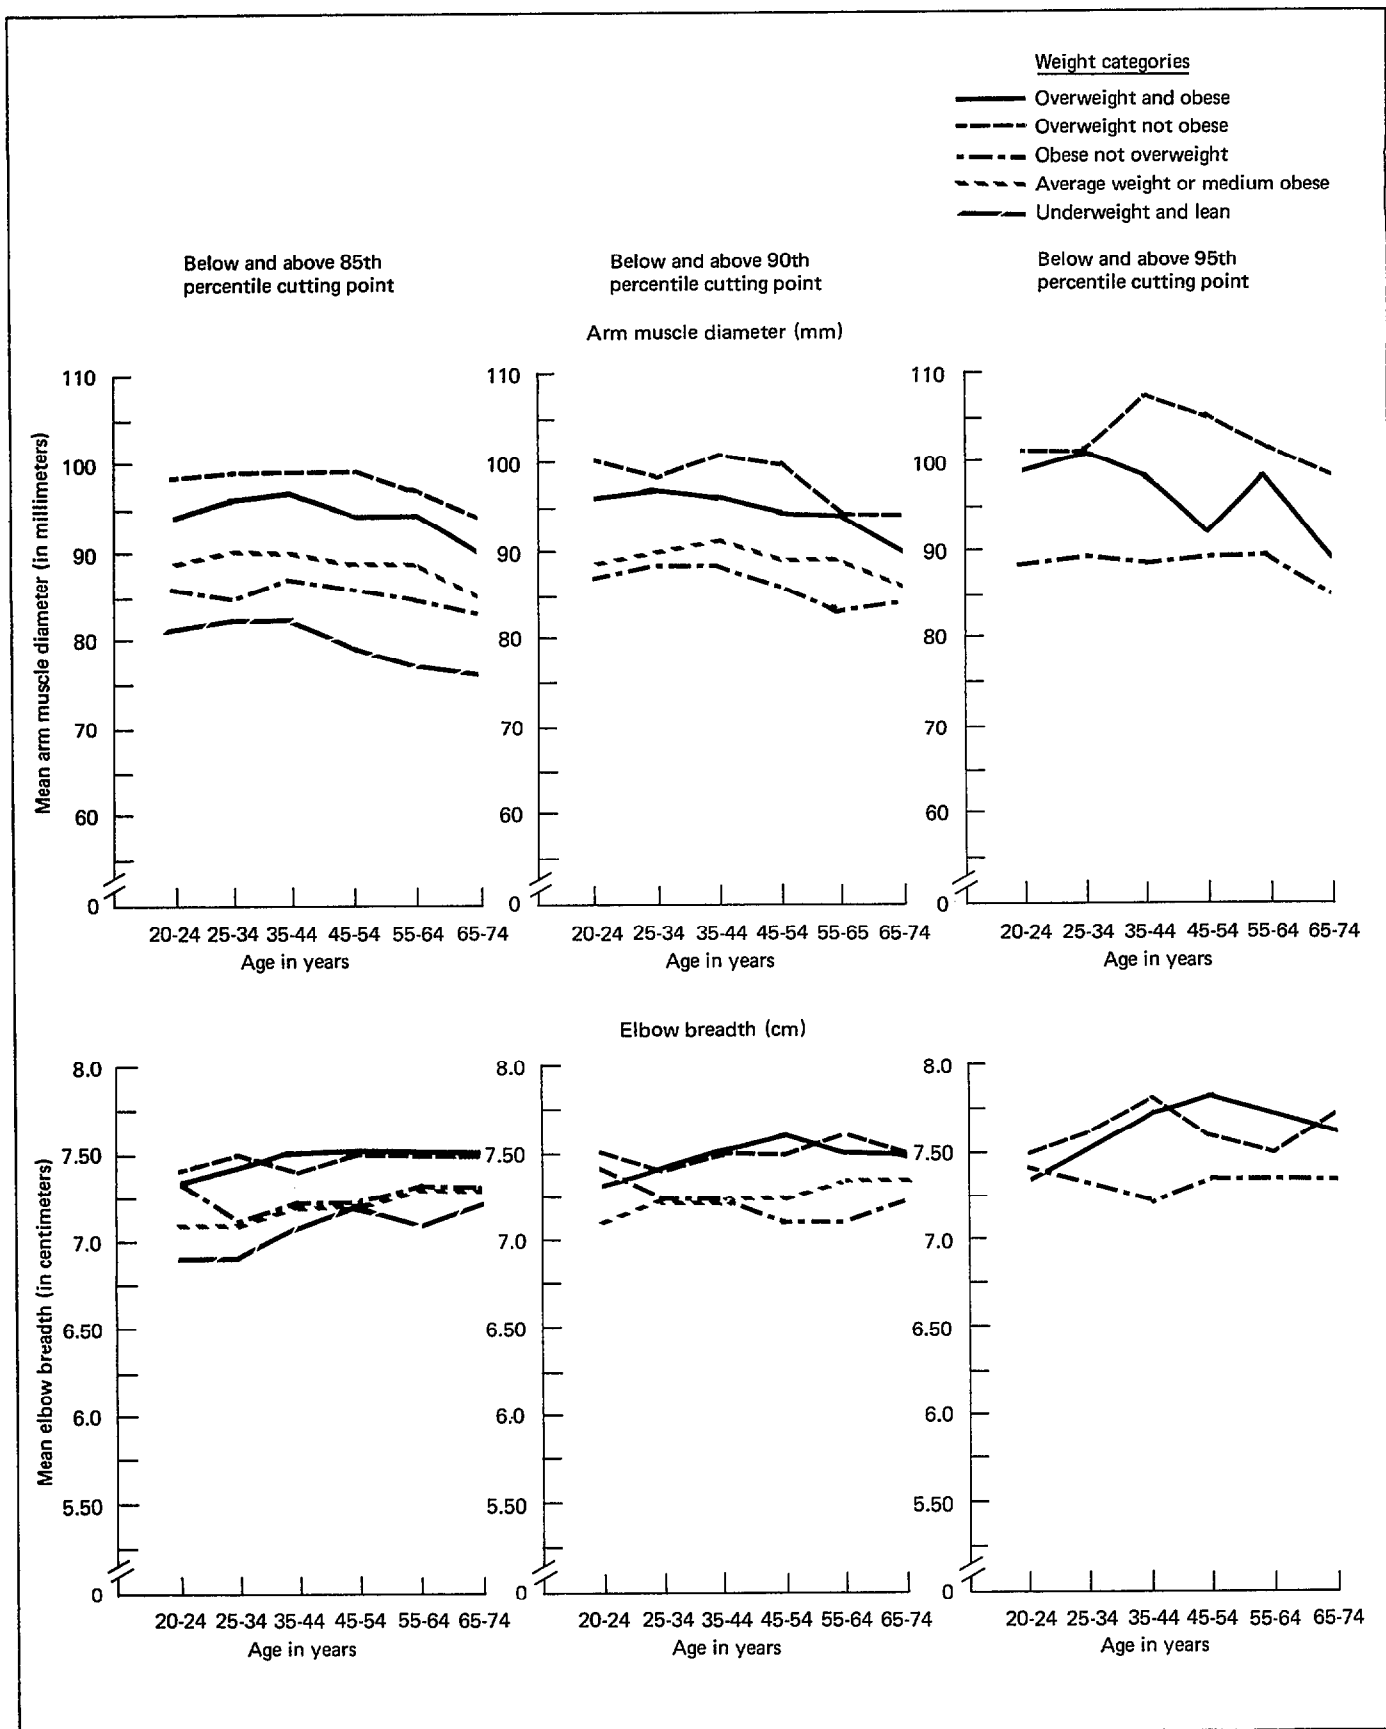 Weight categories
Overweight and obese
Overweight not obese
Obese not overweight
Average weight or medium obese
Underweight and lean
Below and above 85th
percentile cutting point
Below and above 90th
percentile cutting point
Below and above 95th
percentile cutting point
Arm muscle diameter (mm)
Mean arm muscle diameter (in millimeters)
110
100
90
80
70
60
0
20-24 25-34 35-44 45-54 55-64 65-74
Age in years
110
100
90
80
70
60
0
20-24 25-34 35-44 45-54 55-65 65-74
Age in years
110
100
90
80
70
60
0
20-24 25-34 35-44 45-54 55-64 65-74
Age in years
Elbow breadth (cm)
Mean elbow breadth (in centimeters)
8.0
7.50
7.0
6.50
6.0
5.50
0
20-24 25-34 35-44 45-54 55-64 65-74
Age in years
8.0
7.50
7.0
6.50
6.0
5.50
0
20-24 25-34 35-44 45-54 55-64 65-74
Age in years
8.0
7.50
7.0
6.50
6.0
5.50
0
20-24 25-34 35-44 45-54 55-64 65-74
Age in years